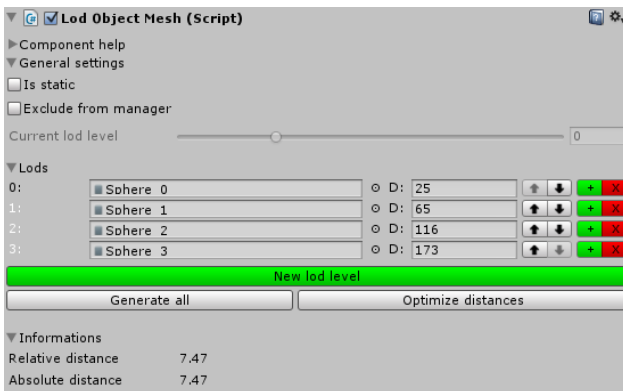 Lod Object Mesh (Script)
Component help
General settings
Is static
Exclude from manager
Current lod level 0
Lods
0: Sphere 0 D: 25 + X
1: Sphere 1 D: 65 + X
2: Sphere 2 D: 116 + X
3: Sphere 3 D: 173 + X
New lod level
Generate all Optimize distances
Informations
Relative distance 7.47
Absolute distance 7.47